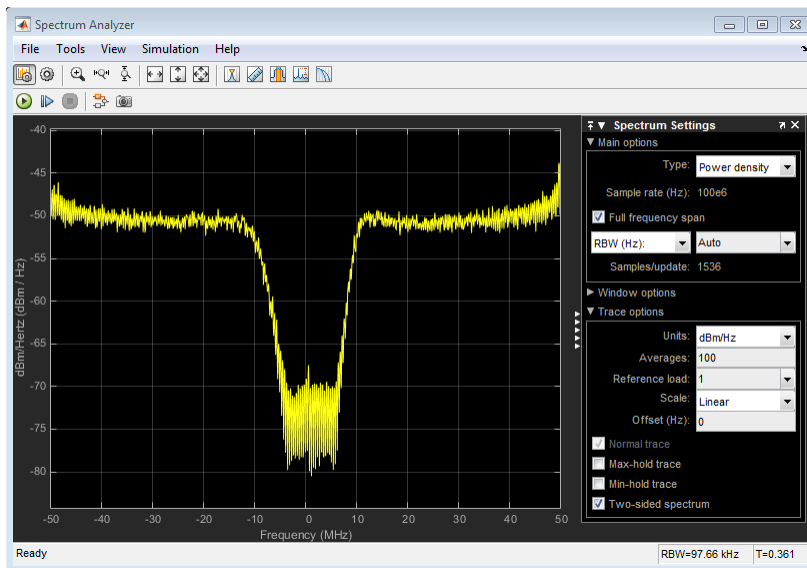 Spectrum Analyzer
File Tools View Simulation Help
-40
-45
-50
-55
-60
-65
-70
-75
-80
dBm/Hertz (dBm / Hz)
-50 -40 -30 -20 -10 0 10 20 30 40 50
Frequency (MHz)
Spectrum Settings
Main options
Type: Power density
Sample rate (Hz): 100e6
Full frequency span
RBW (Hz): Auto
Samples/update: 1536
Window options
Trace options
Units: dBm/Hz
Averages: 100
Reference load: 1
Scale: Linear
Offset (Hz): 0
Normal trace
Max-hold trace
Min-hold trace
Two-sided spectrum
Ready RBW=97.66 kHz T=0.361